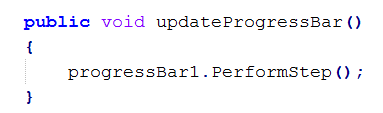 public void updateProgressBar()
{
    progressBar1.PerformStep();
}